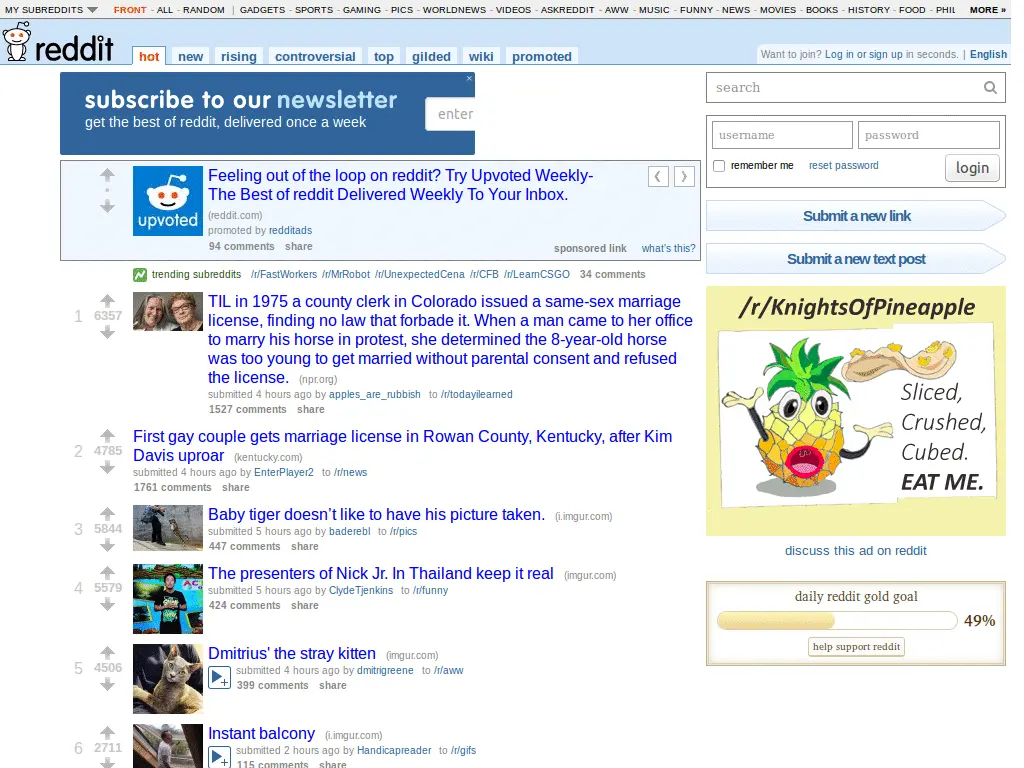 MY SUBREDDITS FRONT - ALL - RANDOM | GADGETS - SPORTS - GAMING - PICS - WORLDNEWS - VIDEOS - ASKREDDIT - AWW - MUSIC - FUNNY - NEWS - MOVIES - BOOKS - HISTORY - FOOD - PHIL MORE »
reddit hot new rising controversial top gilded wiki promoted
Want to join? Log in or sign up in seconds. | English
subscribe to our newsletter
get the best of reddit, delivered once a week
enter
×
upvoted
Feeling out of the loop on reddit? Try Upvoted Weekly-
The Best of reddit Delivered Weekly To Your Inbox.
(reddit.com)
promoted by redditads
94 comments share
sponsored link what's this?
trending subreddits /r/FastWorkers /r/MrRobot /r/UnexpectedCena /r/CFB /r/LearnCSGO 34 comments
1
6357
TIL in 1975 a county clerk in Colorado issued a same-sex marriage
license, finding no law that forbade it. When a man came to her office
to marry his horse in protest, she determined the 8-year-old horse
was too young to get married without parental consent and refused
the license. (npr.org)
submitted 4 hours ago by apples_are_rubbish to /r/todayilearned
1527 comments share
2
4785
First gay couple gets marriage license in Rowan County, Kentucky, after Kim
Davis uproar (kentucky.com)
submitted 4 hours ago by EnterPlayer2 to /r/news
1761 comments share
3
5844
Baby tiger doesn’t like to have his picture taken. (i.imgur.com)
submitted 5 hours ago by baderebl to /r/pics
447 comments share
4
5579
The presenters of Nick Jr. In Thailand keep it real (imgur.com)
submitted 5 hours ago by ClydeTjenkins to /r/funny
424 comments share
5
4506
Dmitrius' the stray kitten (imgur.com)
submitted 4 hours ago by dmitrigreene to /r/aww
399 comments share
6
2711
Instant balcony (i.imgur.com)
submitted 2 hours ago by Handicapreader to /r/gifs
115 comments share
search
username password
remember me reset password login
Submit a new link
Submit a new text post
/r/KnightsOfPineapple
Sliced,
Crushed,
Cubed.
EAT ME.
discuss this ad on reddit
daily reddit gold goal
49%
help support reddit